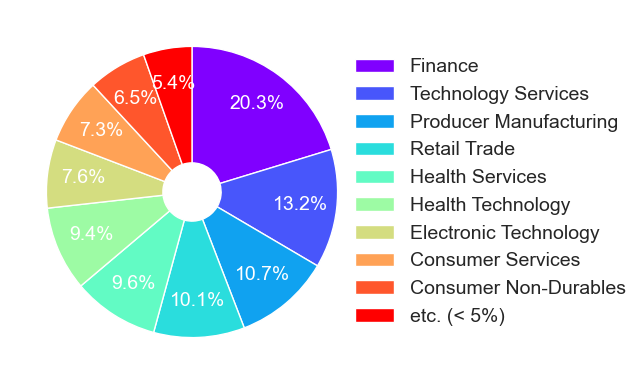 5.4%
6.5%
20.3%
7.3%
7.6%
13.2%
9.4%
10.7%
9.6%
10.1%
Finance
Technology Services
Producer Manufacturing
Retail Trade
Health Services
Health Technology
Electronic Technology
Consumer Services
Consumer Non-Durables
etc. (< 5%)